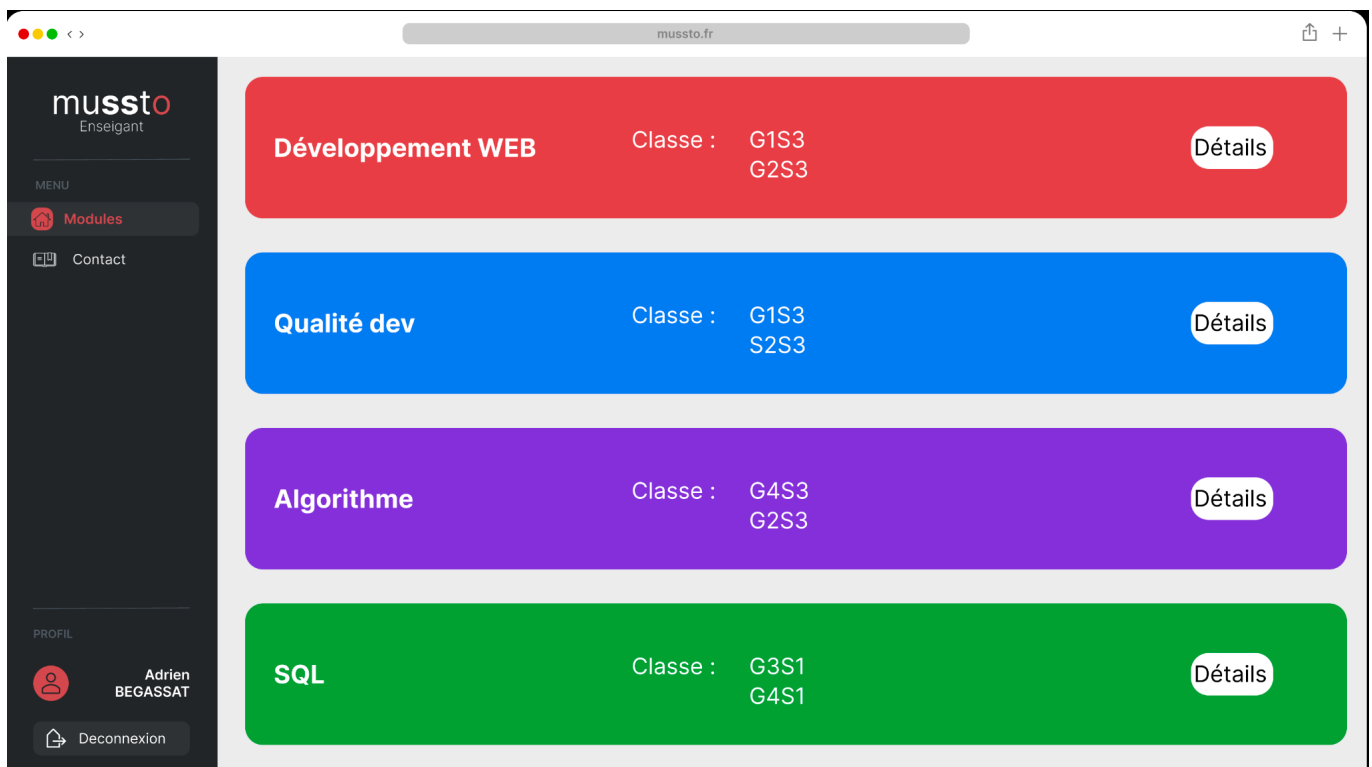 mussto.fr
mussto
Enseigant
MENU
Modules
Contact
PROFIL
Adrien
BEGASSAT
Deconnexion
Développement WEB
Classe :
G1S3
G2S3
Détails
Qualité dev
Classe :
G1S3
S2S3
Détails
Algorithme
Classe :
G4S3
G2S3
Détails
SQL
Classe :
G3S1
G4S1
Détails